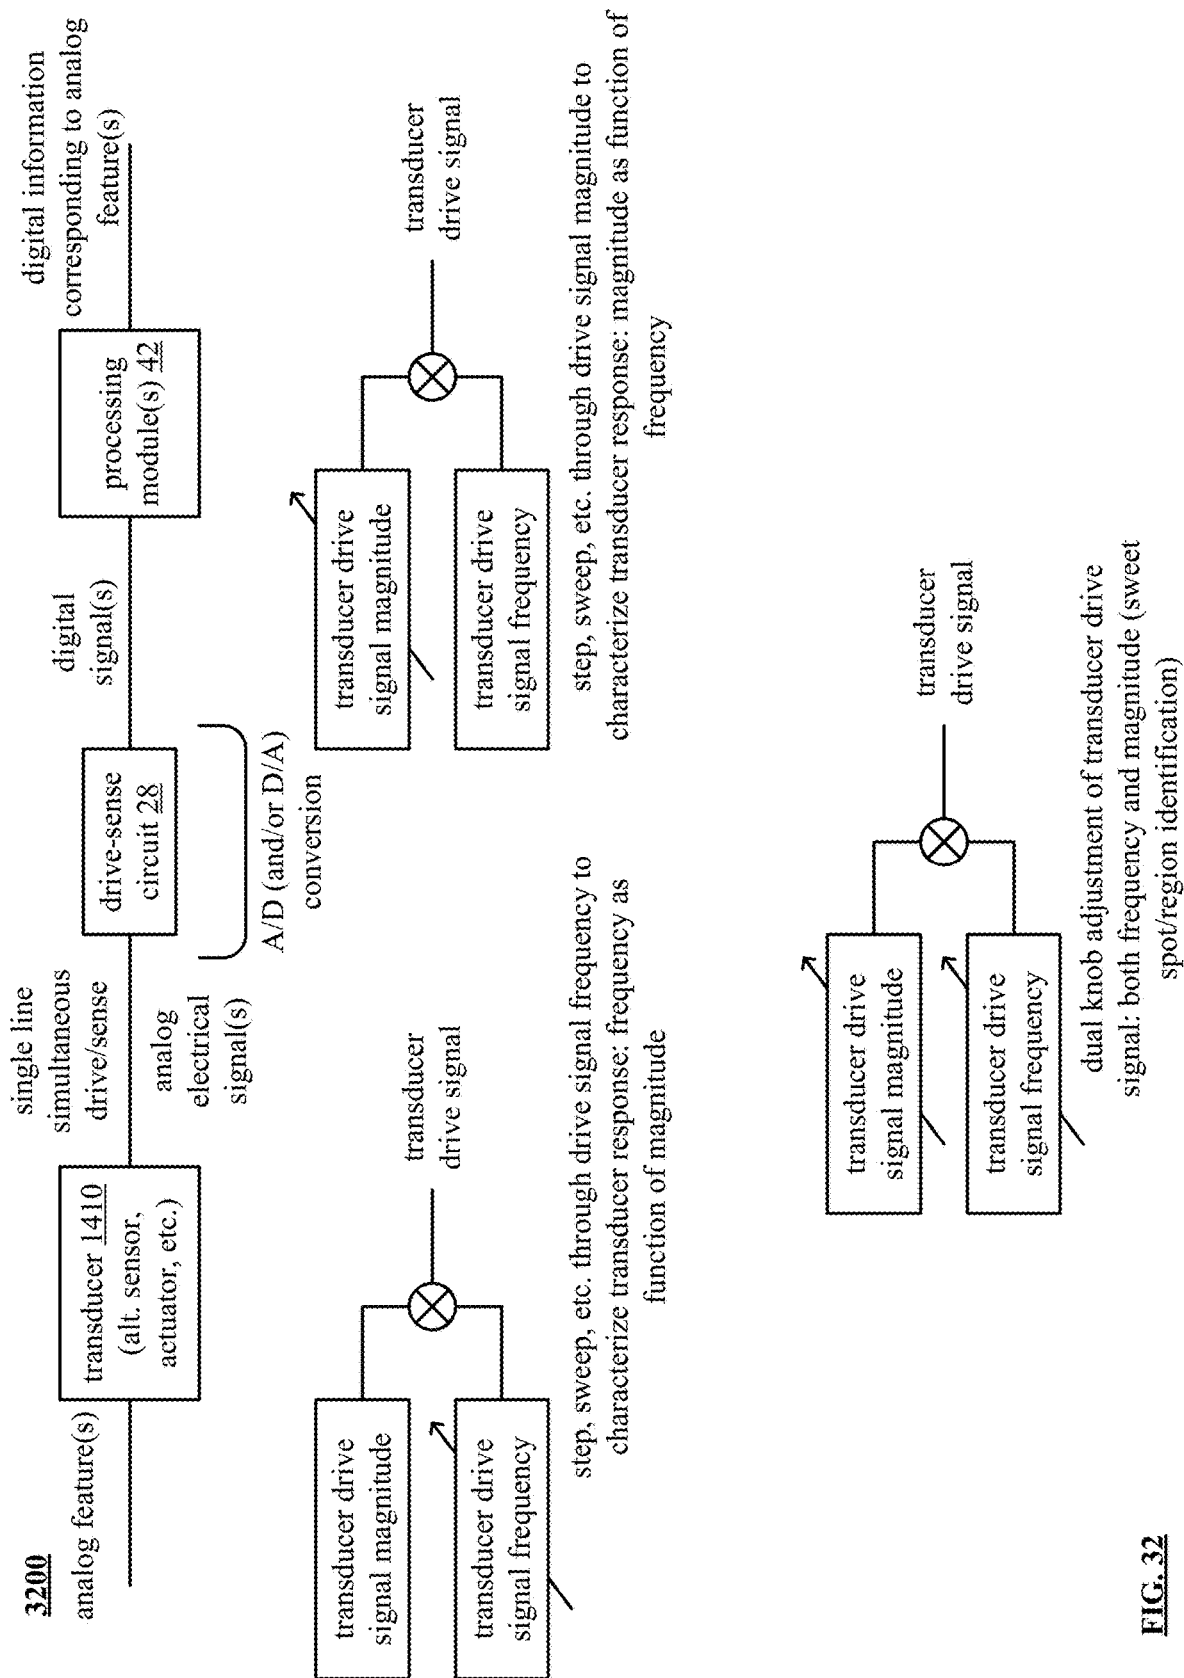 3200
analog feature(s)
transducer 1410
(alt. sensor,
actuator, etc.)
single line
simultaneous
drive/sense
analog
electrical
signal(s)
drive-sense
circuit 28
A/D (and/or D/A)
conversion
digital
signal(s)
processing
module(s) 42
digital information
corresponding to analog
feature(s)
transducer drive
signal magnitude
transducer drive
signal frequency
transducer
drive signal
step, sweep, etc. through drive signal frequency to
characterize transducer response: frequency as
function of magnitude
transducer drive
signal magnitude
transducer drive
signal frequency
transducer
drive signal
step, sweep, etc. through drive signal magnitude to
characterize transducer response: magnitude as function of
frequency
transducer drive
signal magnitude
transducer drive
signal frequency
transducer
drive signal
dual knob adjustment of transducer drive
signal: both frequency and magnitude (sweet
spot/region identification)
FIG. 32